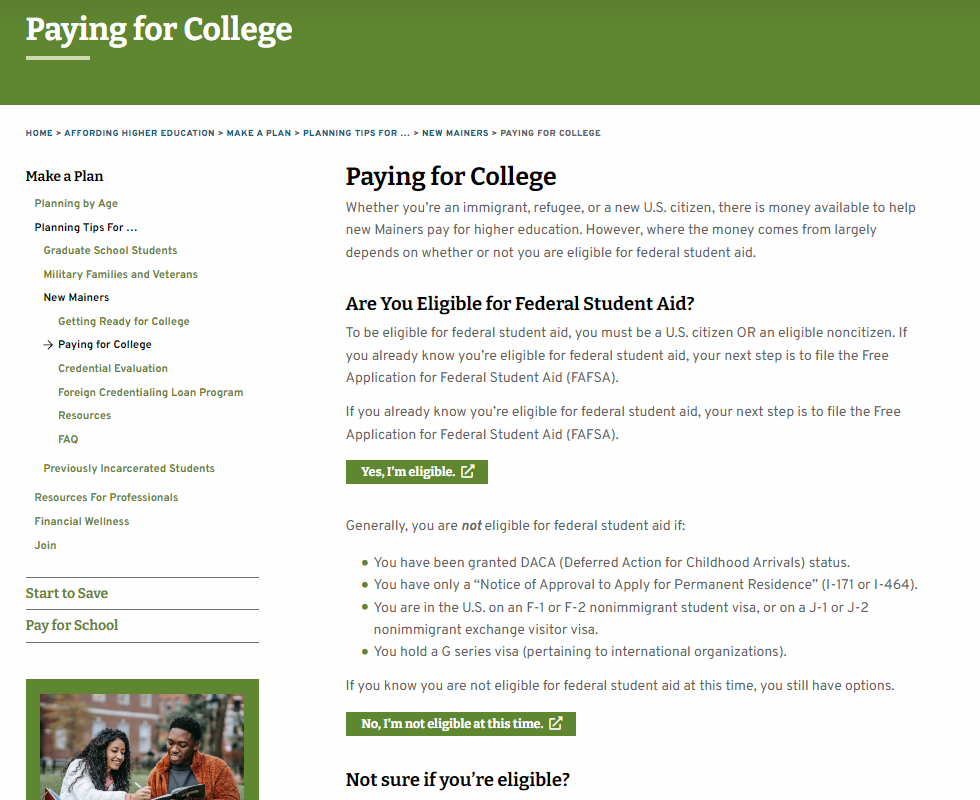 Paying for College
HOME > AFFORDING HIGHER EDUCATION > MAKE A PLAN > PLANNING TIPS FOR ... > NEW MAINERS > PAYING FOR COLLEGE
Make a Plan
Planning by Age
Planning Tips For ...
Graduate School Students
Military Families and Veterans
New Mainers
Getting Ready for College
→ Paying for College
Credential Evaluation
Foreign Credentialing Loan Program
Resources
FAQ
Previously Incarcerated Students
Resources For Professionals
Financial Wellness
Join
Start to Save
Pay for School
Paying for College
Whether you’re an immigrant, refugee, or a new U.S. citizen, there is money available to help
new Mainers pay for higher education. However, where the money comes from largely
depends on whether or not you are eligible for federal student aid.
Are You Eligible for Federal Student Aid?
To be eligible for federal student aid, you must be a U.S. citizen OR an eligible noncitizen. If
you already know you’re eligible for federal student aid, your next step is to file the Free
Application for Federal Student Aid (FAFSA).
If you already know you’re eligible for federal student aid, your next step is to file the Free
Application for Federal Student Aid (FAFSA).
Yes, I’m eligible.
Generally, you are not eligible for federal student aid if:
• You have been granted DACA (Deferred Action for Childhood Arrivals) status.
• You have only a “Notice of Approval to Apply for Permanent Residence” (I-171 or I-464).
• You are in the U.S. on an F-1 or F-2 nonimmigrant student visa, or on a J-1 or J-2
nonimmigrant exchange visitor visa.
• You hold a G series visa (pertaining to international organizations).
If you know you are not eligible for federal student aid at this time, you still have options.
No, I’m not eligible at this time.
Not sure if you’re eligible?